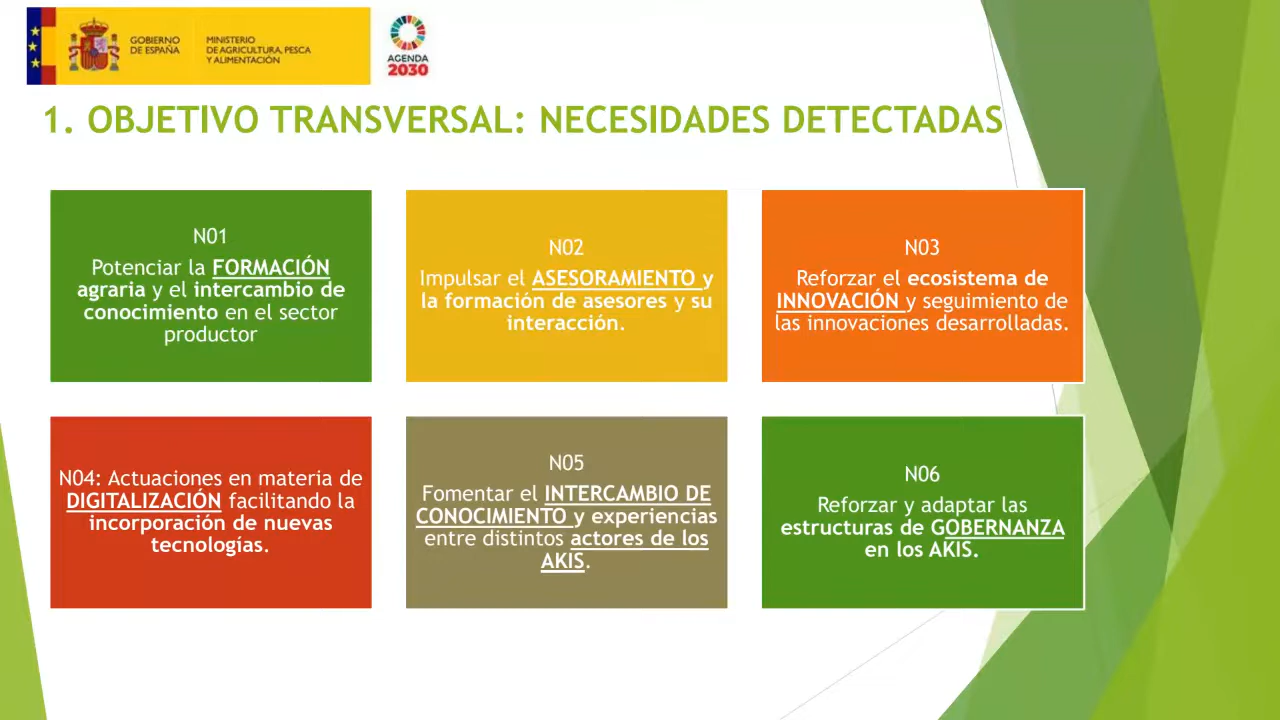 GOBIERNO
DE ESPAÑA
MINISTERIO
DE AGRICULTURA, PESCA
Y ALIMENTACIÓN
AGENDA
2030
1. OBJETIVO TRANSVERSAL: NECESIDADES DETECTADAS
N01
Potenciar la FORMACIÓN
agraria y el intercambio de
conocimiento en el sector
productor
N02
Impulsar el ASESORAMIENTO y
la formación de asesores y su
interacción.
N03
Reforzar el ecosistema de
INNOVACIÓN y seguimiento de
las innovaciones desarrolladas.
N04: Actuaciones en materia de
DIGITALIZACIÓN facilitando la
incorporación de nuevas
tecnologías.
N05
Fomentar el INTERCAMBIO DE
CONOCIMIENTO y experiencias
entre distintos actores de los
AKIS.
N06
Reforzar y adaptar las
estructuras de GOBERNANZA
en los AKIS.